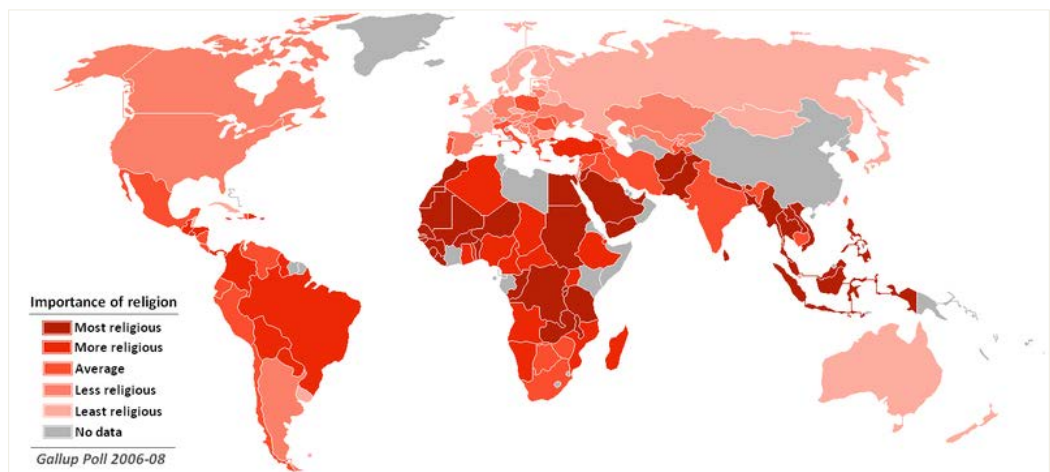 Importance of religion
Most religious
More religious
Average
Less religious
Least religious
No data
Gallup Poll 2006-08